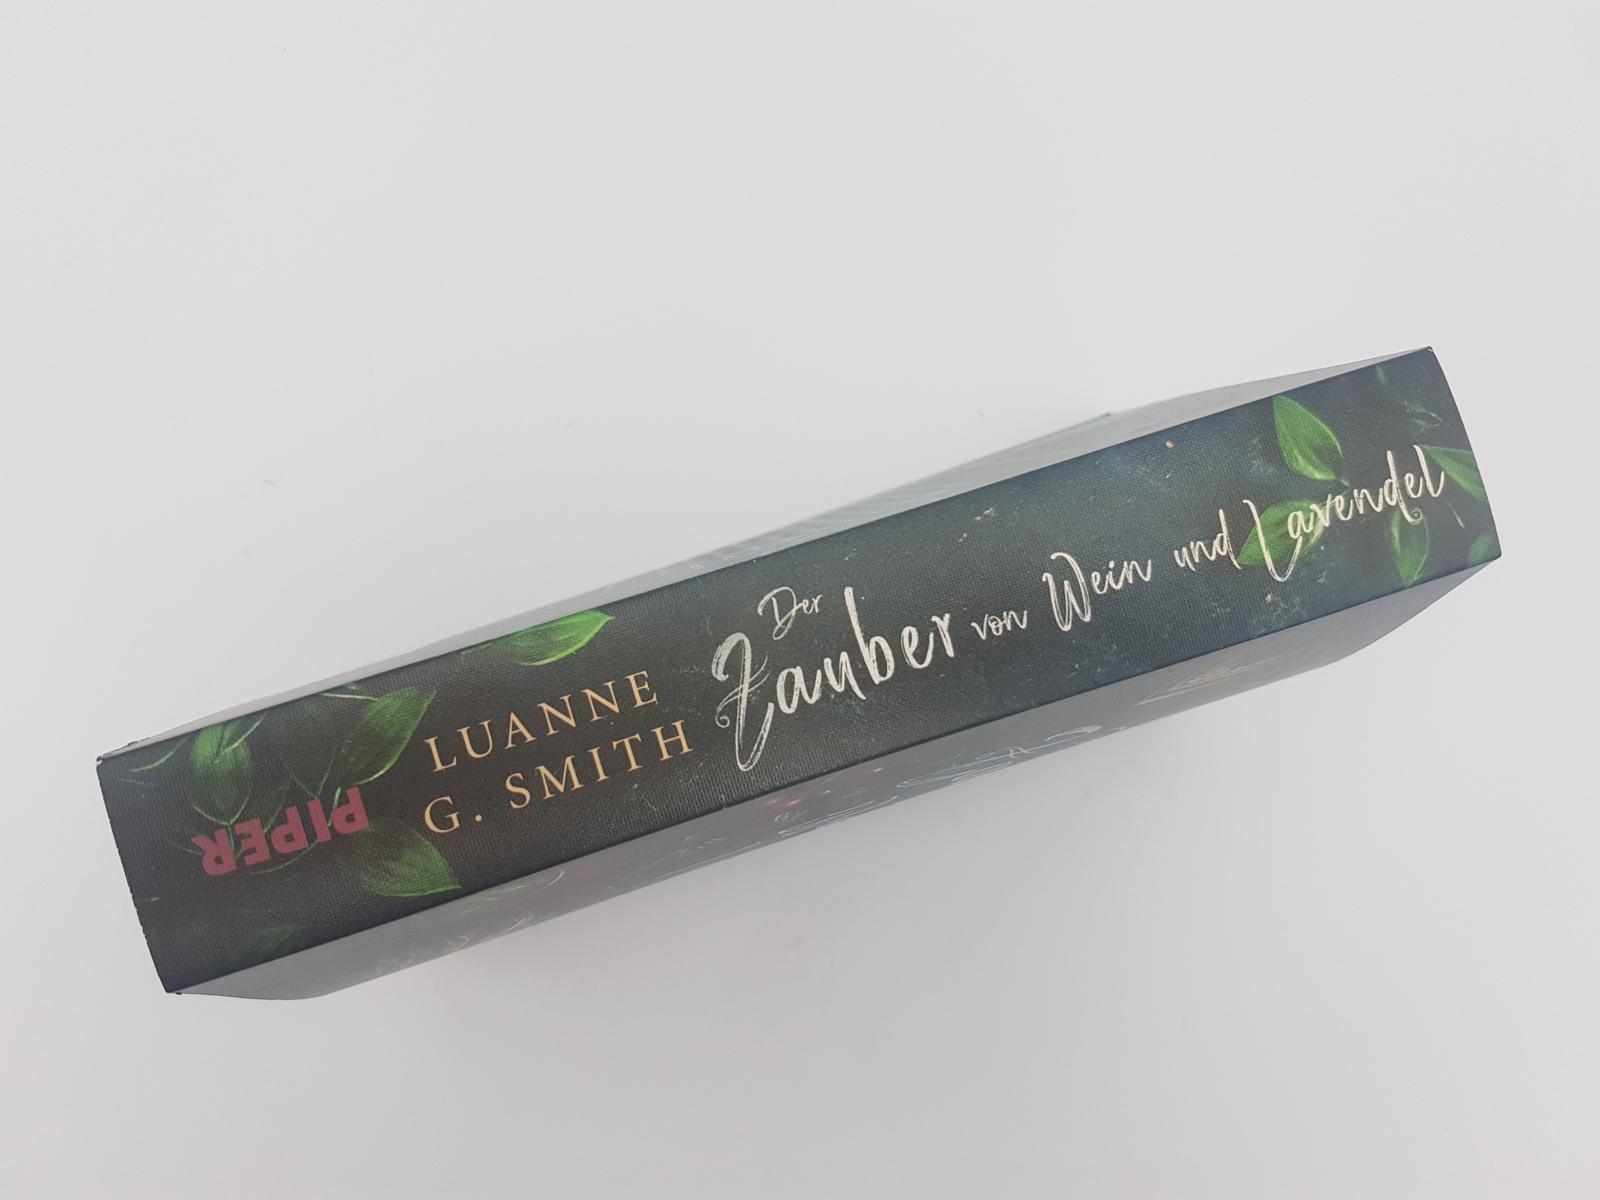 PIPER
LUANNE
G. SMITH
Der
Zauber von Wein und Lavendel